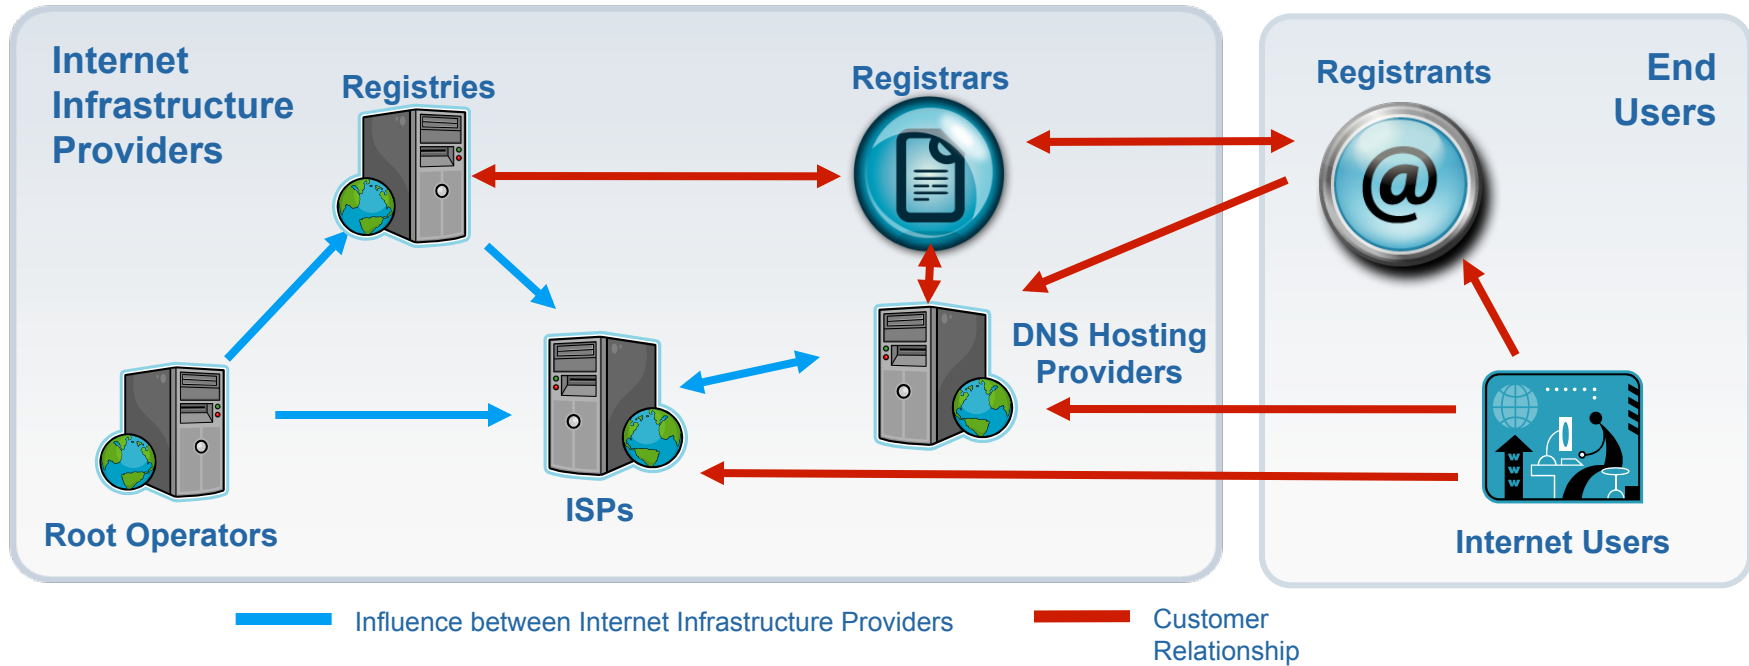 Internet
Infrastructure
Providers
Registries
Registrars
Registrants
End
Users
@
DNS Hosting
Providers
ISPs
Root Operators
W
W
W
Internet Users
Influence between Internet Infrastructure Providers
Customer
Relationship